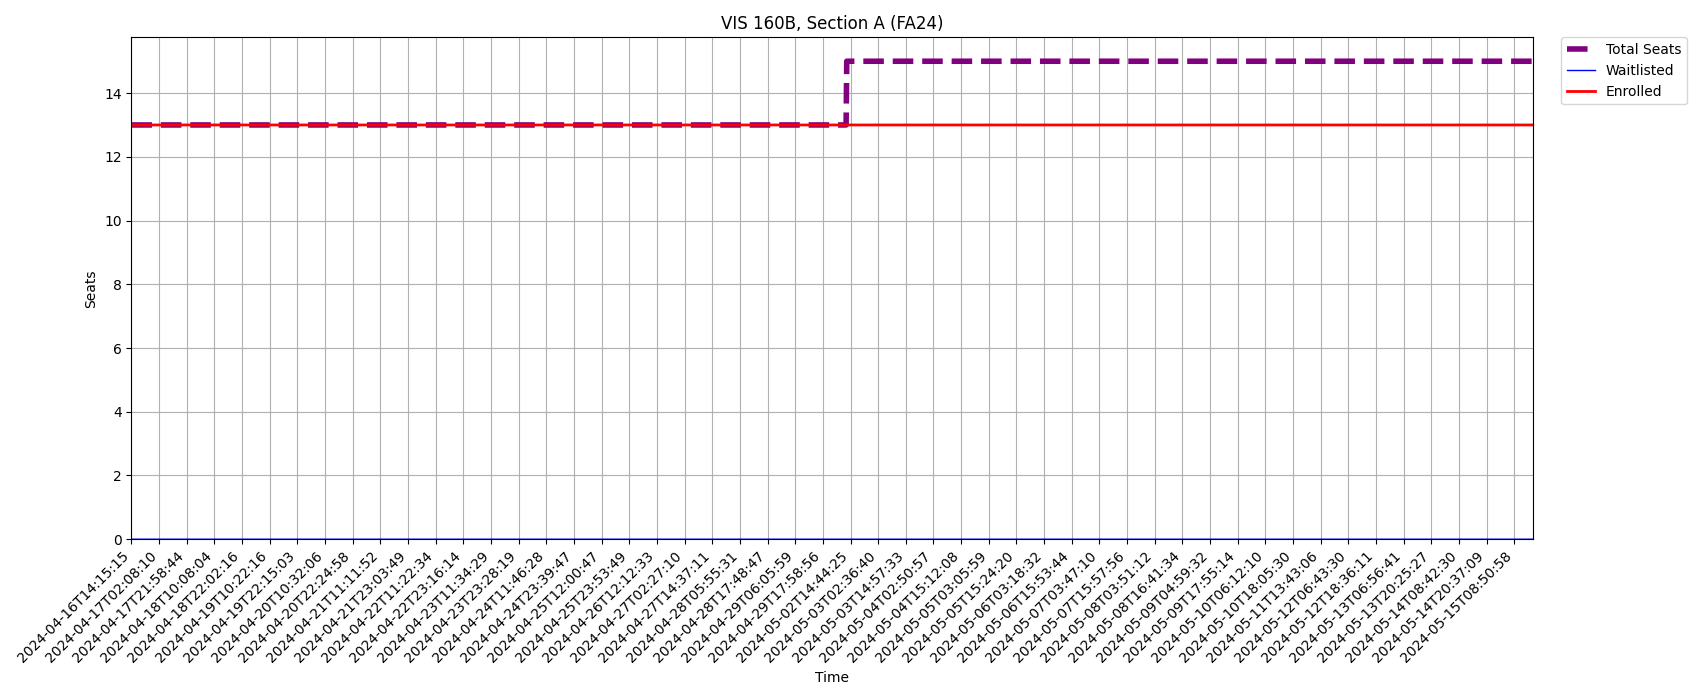 VIS 160B, Section A (FA24)
Total Seats
Waitlisted
Enrolled
Seats
14
12
10
8
6
4
2
0
2024-04-16T14:15:15
2024-04-17T02:08:10
2024-04-17T21:58:44
2024-04-18T10:08:04
2024-04-18T22:02:16
2024-04-19T10:22:16
2024-04-19T22:15:03
2024-04-20T10:32:06
2024-04-20T22:24:58
2024-04-21T11:11:52
2024-04-21T23:03:49
2024-04-22T11:22:34
2024-04-22T23:16:14
2024-04-23T11:34:29
2024-04-23T23:28:19
2024-04-24T11:46:28
2024-04-24T23:39:47
2024-04-25T12:00:47
2024-04-25T23:53:49
2024-04-26T12:12:33
2024-04-27T02:27:10
2024-04-27T14:37:11
2024-04-28T05:55:31
2024-04-28T17:48:47
2024-04-29T06:05:59
2024-04-29T17:58:56
2024-05-02T14:44:25
2024-05-03T02:36:40
2024-05-03T14:57:33
2024-05-04T02:50:57
2024-05-04T15:12:08
2024-05-05T03:05:59
2024-05-05T15:24:20
2024-05-06T03:18:32
2024-05-06T15:53:44
2024-05-07T03:47:10
2024-05-07T15:57:56
2024-05-08T03:51:12
2024-05-08T16:41:34
2024-05-09T04:59:32
2024-05-09T17:55:14
2024-05-10T06:12:10
2024-05-10T18:05:30
2024-05-11T13:43:06
2024-05-12T06:43:30
2024-05-12T18:36:11
2024-05-13T06:56:41
2024-05-13T20:25:27
2024-05-14T08:42:30
2024-05-14T20:37:09
2024-05-15T08:50:58
Time